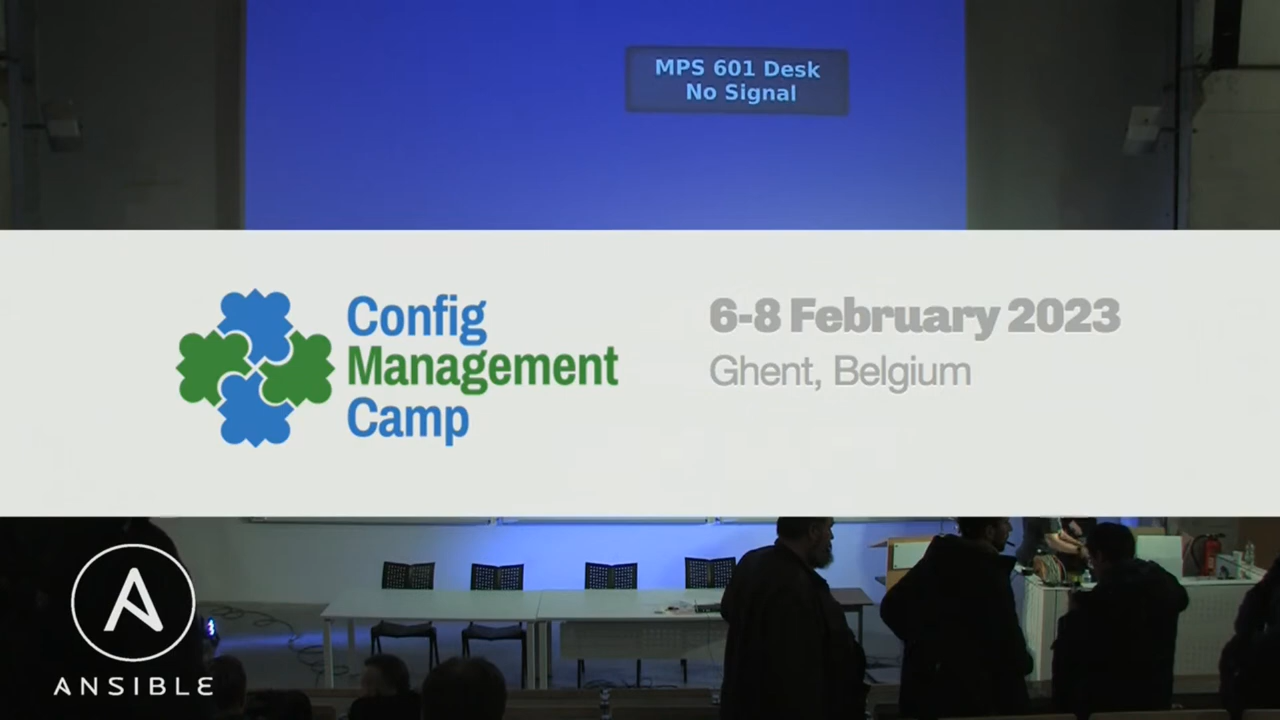 MPS 601 Desk
No Signal
Config
Management
Camp
6-8 February 2023
Ghent, Belgium
ANSIBLE